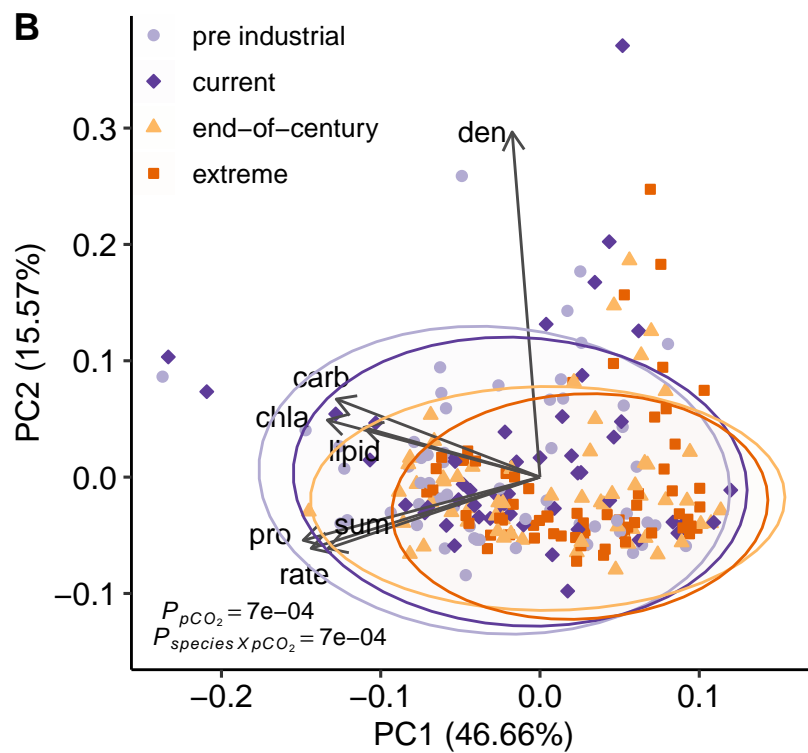 B
pre industrial
current
end−of−century
extreme
den
carb
chla
lipid
pro
sum
rate
P_pCO₂ = 7e−04
P_species X pCO₂ = 7e−04
PC2 (15.57%)
0.3
0.2
0.1
0.0
−0.1
−0.2 −0.1 0.0 0.1
PC1 (46.66%)